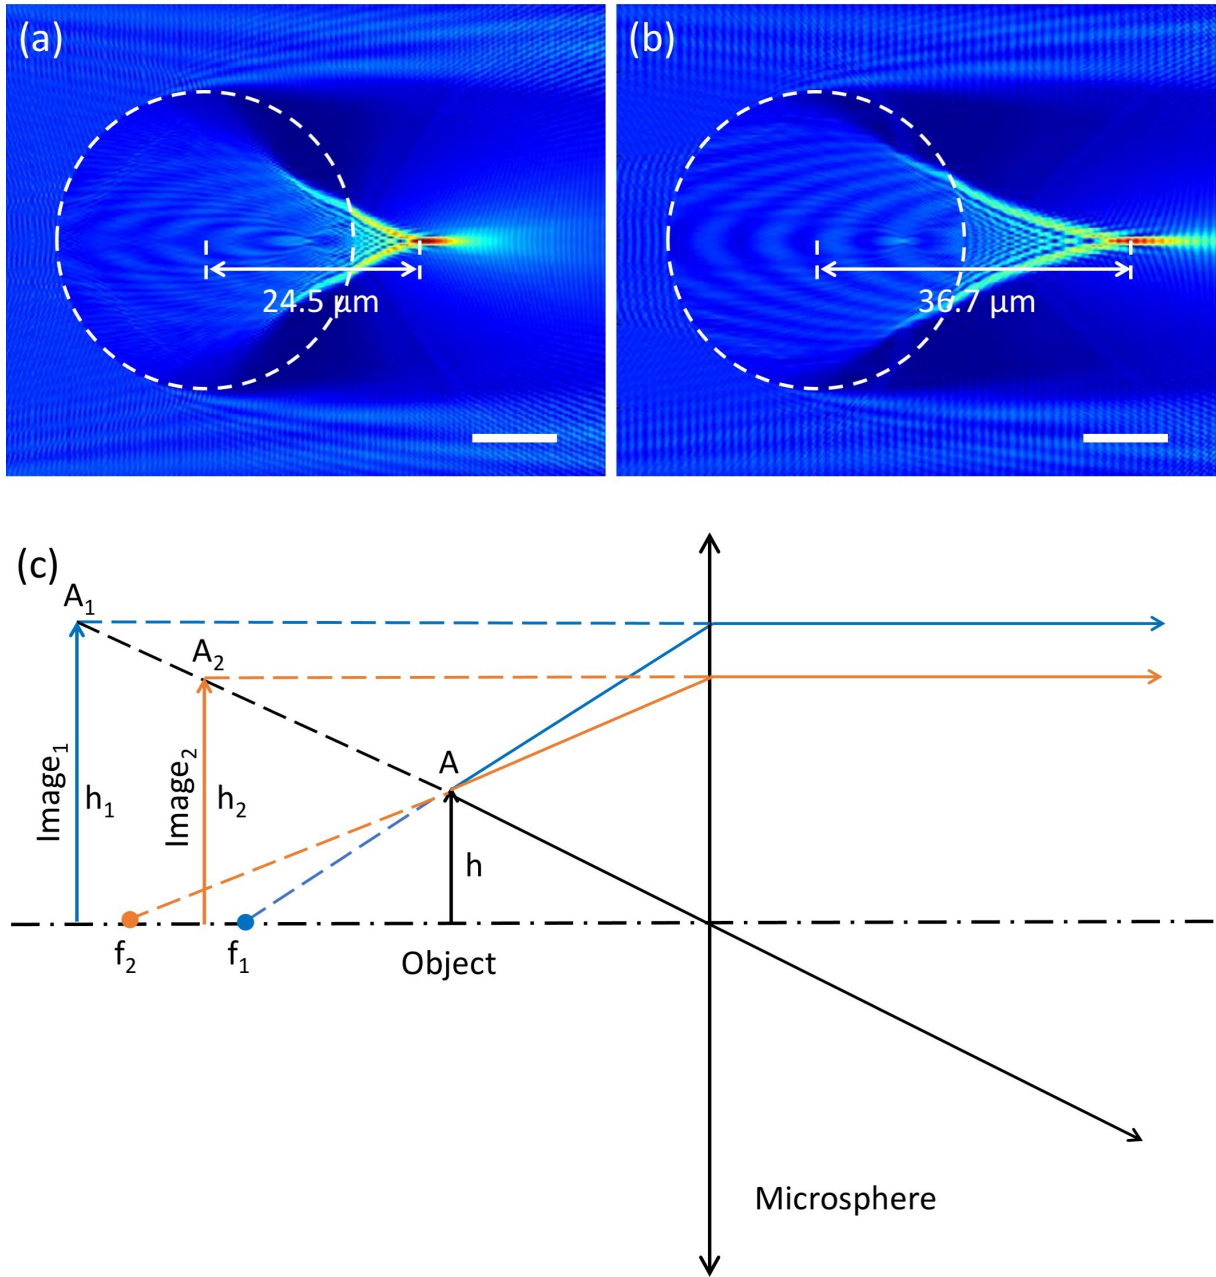 (a)
(b)
24.5 µm
36.7 µm
(c)
A₁
A₂
A
Image₁
h₁
Image₂
h₂
h
f₂
f₁
Object
Microsphere